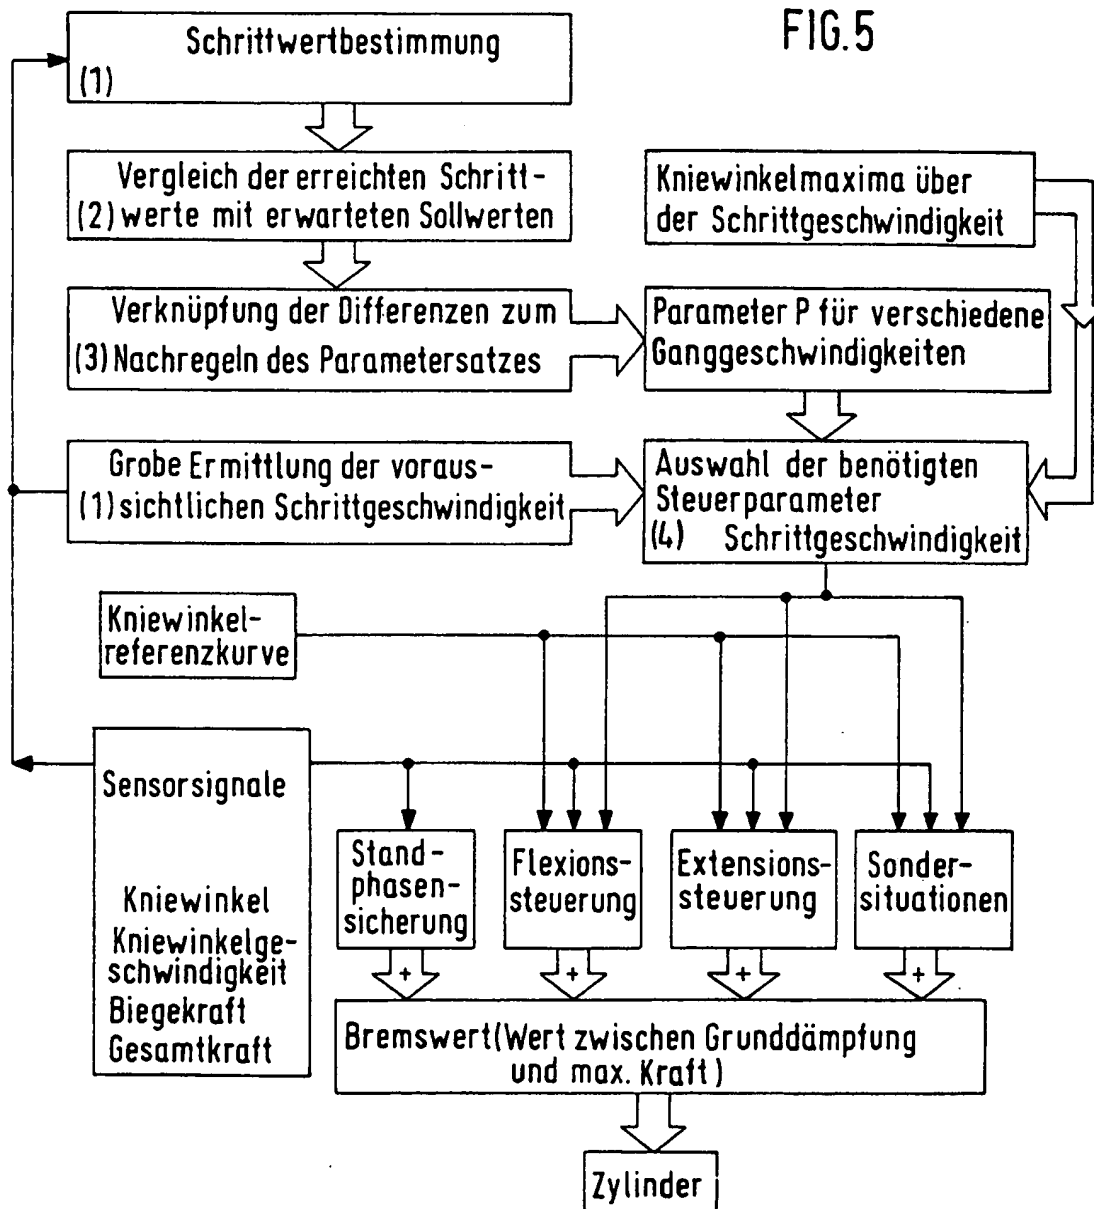 FIG.5
Schrittwertbestimmung
(1)
Vergleich der erreichten Schritt-
(2) werte mit erwarteten Sollwerten
Kniewinkelmaxima über
der Schrittgeschwindigkeit
Verknüpfung der Differenzen zum
(3) Nachregeln des Parametersatzes
Parameter P für verschiedene
Ganggeschwindigkeiten
Grobe Ermittlung der voraus-
(1) sichtlichen Schrittgeschwindigkeit
Auswahl der benötigten
Steuerparameter
(4) Schrittgeschwindigkeit
Kniewinkel-
referenzkurve
Sensorsignale
Kniewinkel
Kniewinkelge-
schwindigkeit
Biegekraft
Gesamtkraft
Stand-
phasen-
sicherung
Flexions-
steuerung
Extensions-
steuerung
Sonder-
situationen
+ + + +
Bremswert (Wert zwischen Grunddämpfung
und max. Kraft)
Zylinder